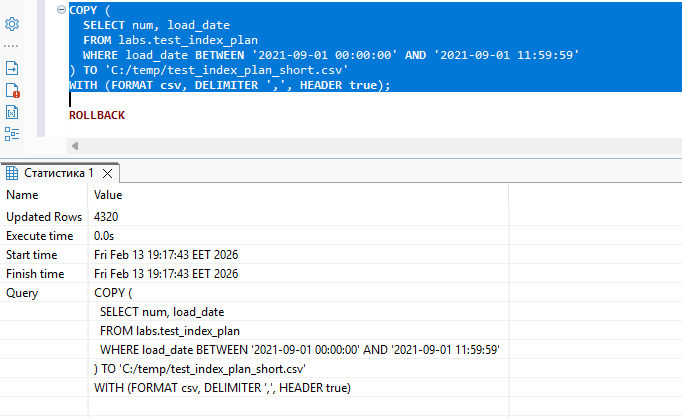 COPY (
SELECT num, load_date
FROM labs.test_index_plan
WHERE load_date BETWEEN '2021-09-01 00:00:00' AND '2021-09-01 11:59:59'
) TO 'C:/temp/test_index_plan_short.csv'
WITH (FORMAT csv, DELIMITER ',', HEADER true);
ROLLBACK
Статистика 1
Name Value
Updated Rows 4320
Execute time 0.0s
Start time Fri Feb 13 19:17:43 EET 2026
Finish time Fri Feb 13 19:17:43 EET 2026
Query COPY (
SELECT num, load_date
FROM labs.test_index_plan
WHERE load_date BETWEEN '2021-09-01 00:00:00' AND '2021-09-01 11:59:59'
) TO 'C:/temp/test_index_plan_short.csv'
WITH (FORMAT csv, DELIMITER ',', HEADER true)